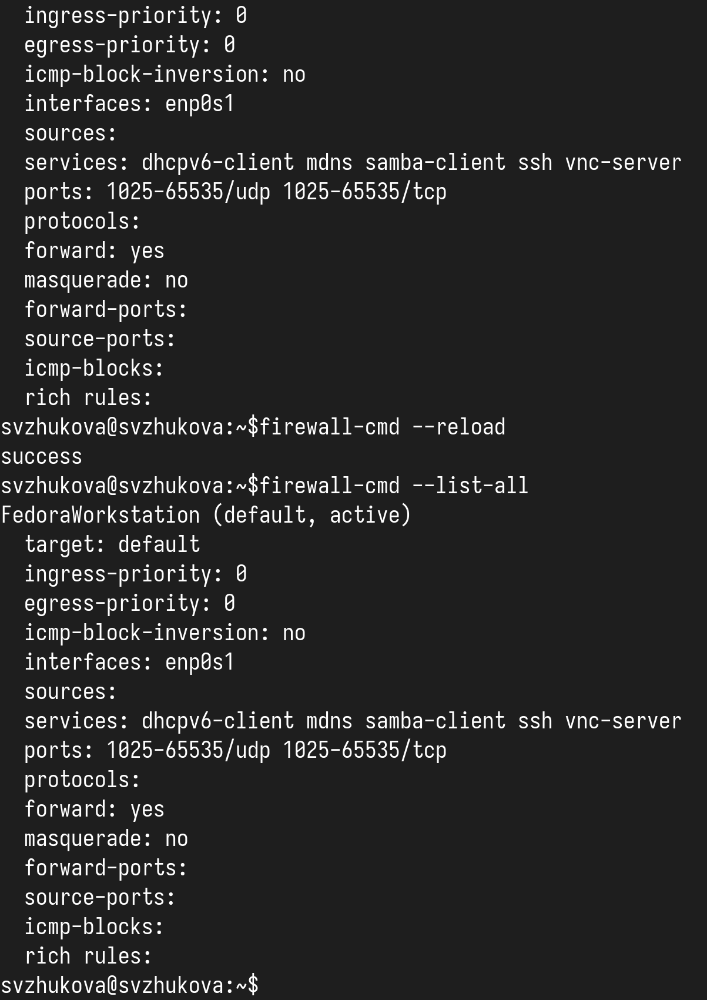 ingress-priority: 0
egress-priority: 0
icmp-block-inversion: no
interfaces: enp0s1
sources:
services: dhcpv6-client mdns samba-client ssh vnc-server
ports: 1025-65535/udp 1025-65535/tcp
protocols:
forward: yes
masquerade: no
forward-ports:
source-ports:
icmp-blocks:
rich rules:
svzhukova@svzhukova:~$firewall-cmd --reload
success
svzhukova@svzhukova:~$firewall-cmd --list-all
FedoraWorkstation (default, active)
target: default
ingress-priority: 0
egress-priority: 0
icmp-block-inversion: no
interfaces: enp0s1
sources:
services: dhcpv6-client mdns samba-client ssh vnc-server
ports: 1025-65535/udp 1025-65535/tcp
protocols:
forward: yes
masquerade: no
forward-ports:
source-ports:
icmp-blocks:
rich rules:
svzhukova@svzhukova:~$